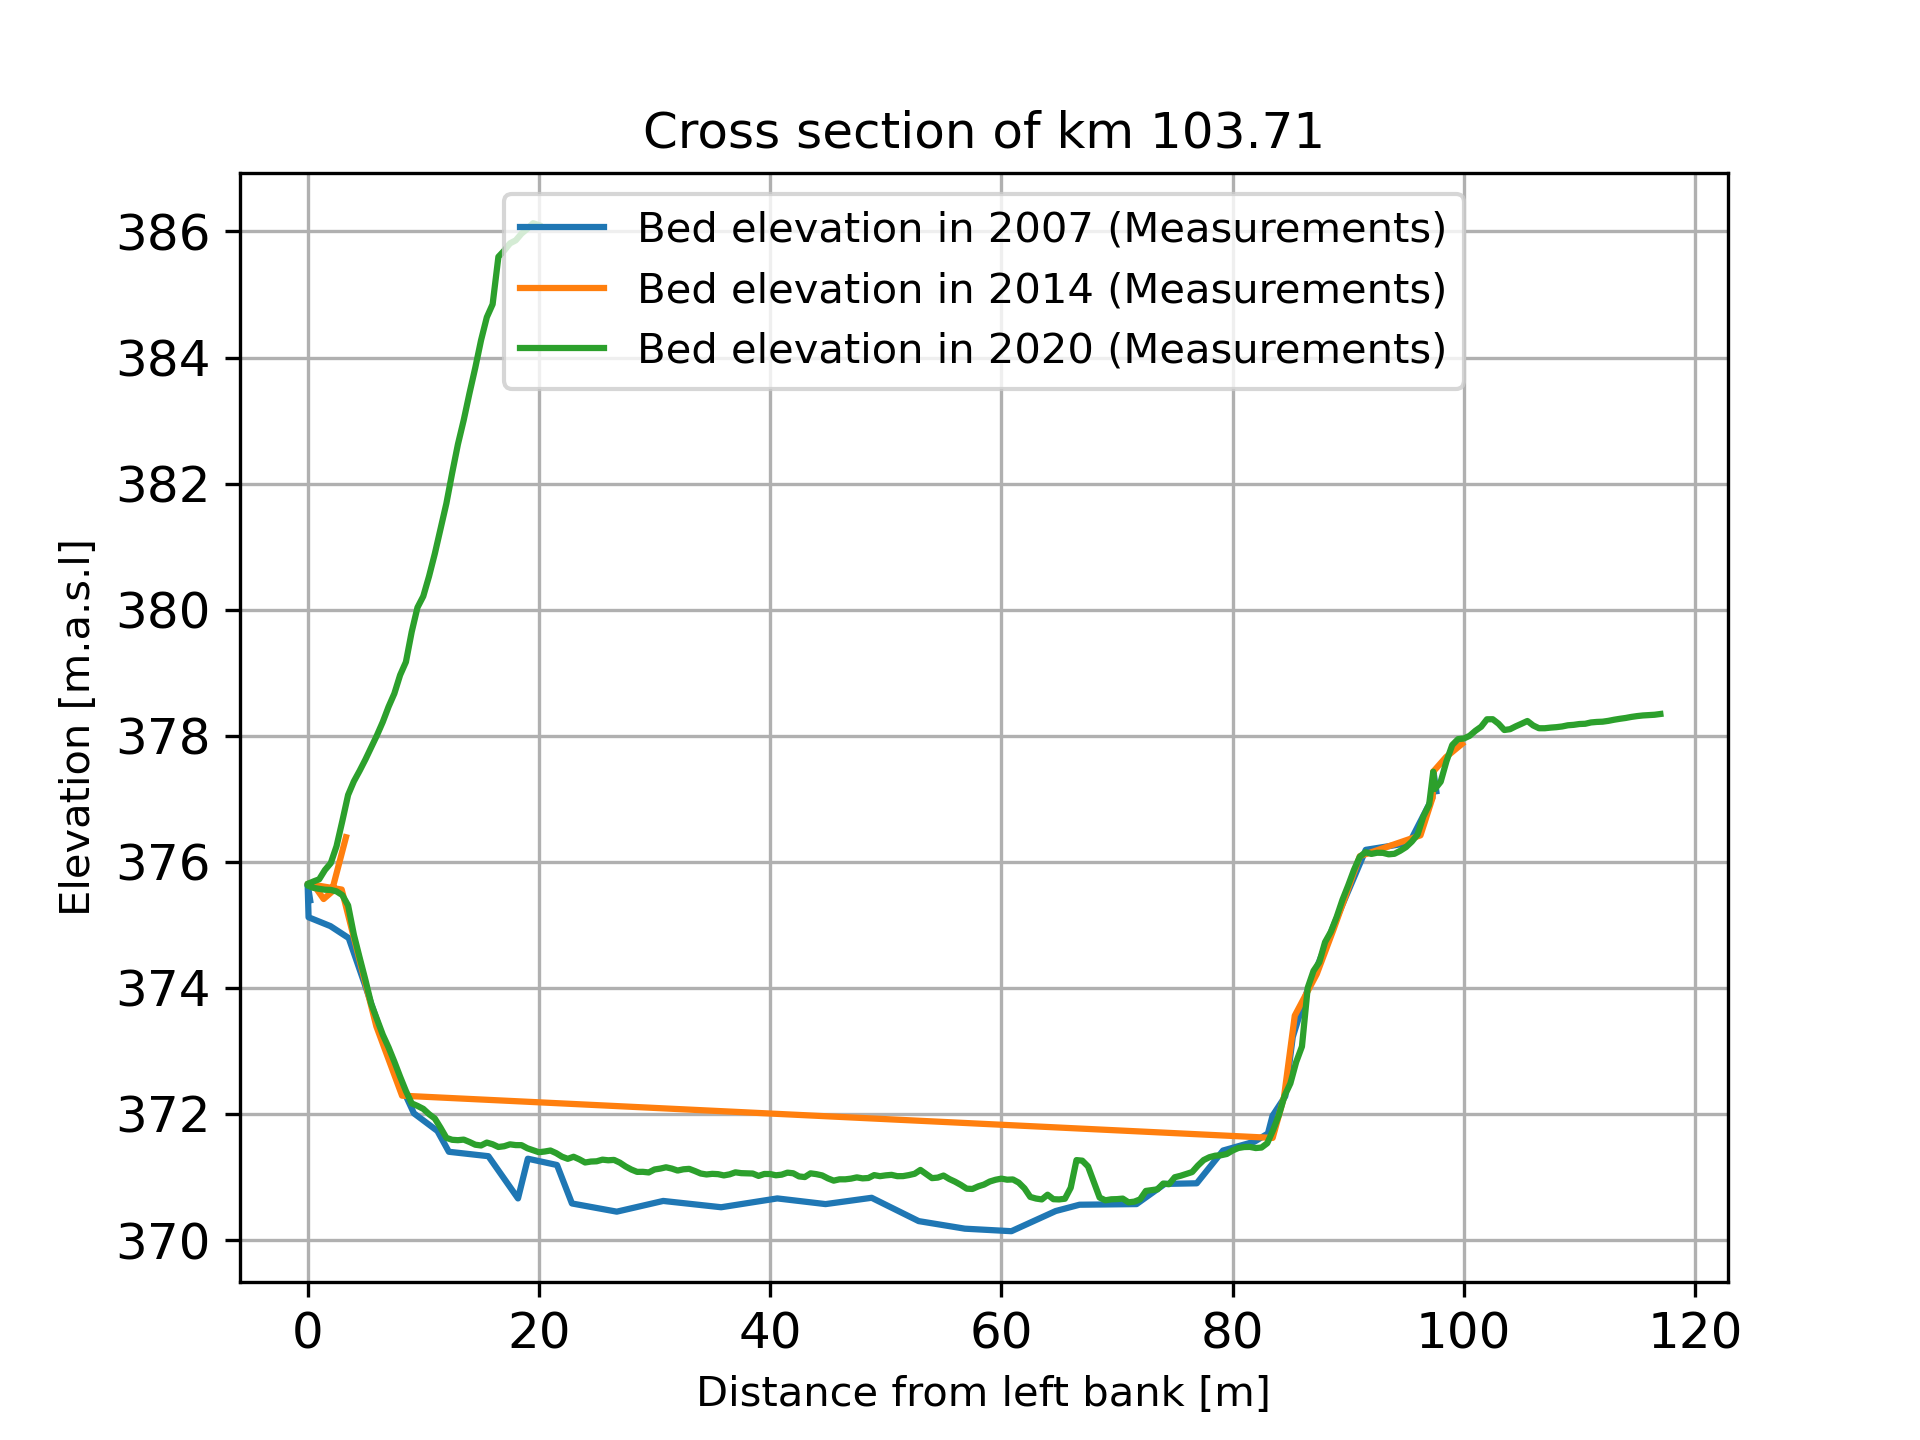 Cross section of km 103.71
Bed elevation in 2007 (Measurements)
Bed elevation in 2014 (Measurements)
Bed elevation in 2020 (Measurements)
386
384
382
380
378
376
374
372
370
Elevation [m.a.s.l]
0 20 40 60 80 100 120
Distance from left bank [m]